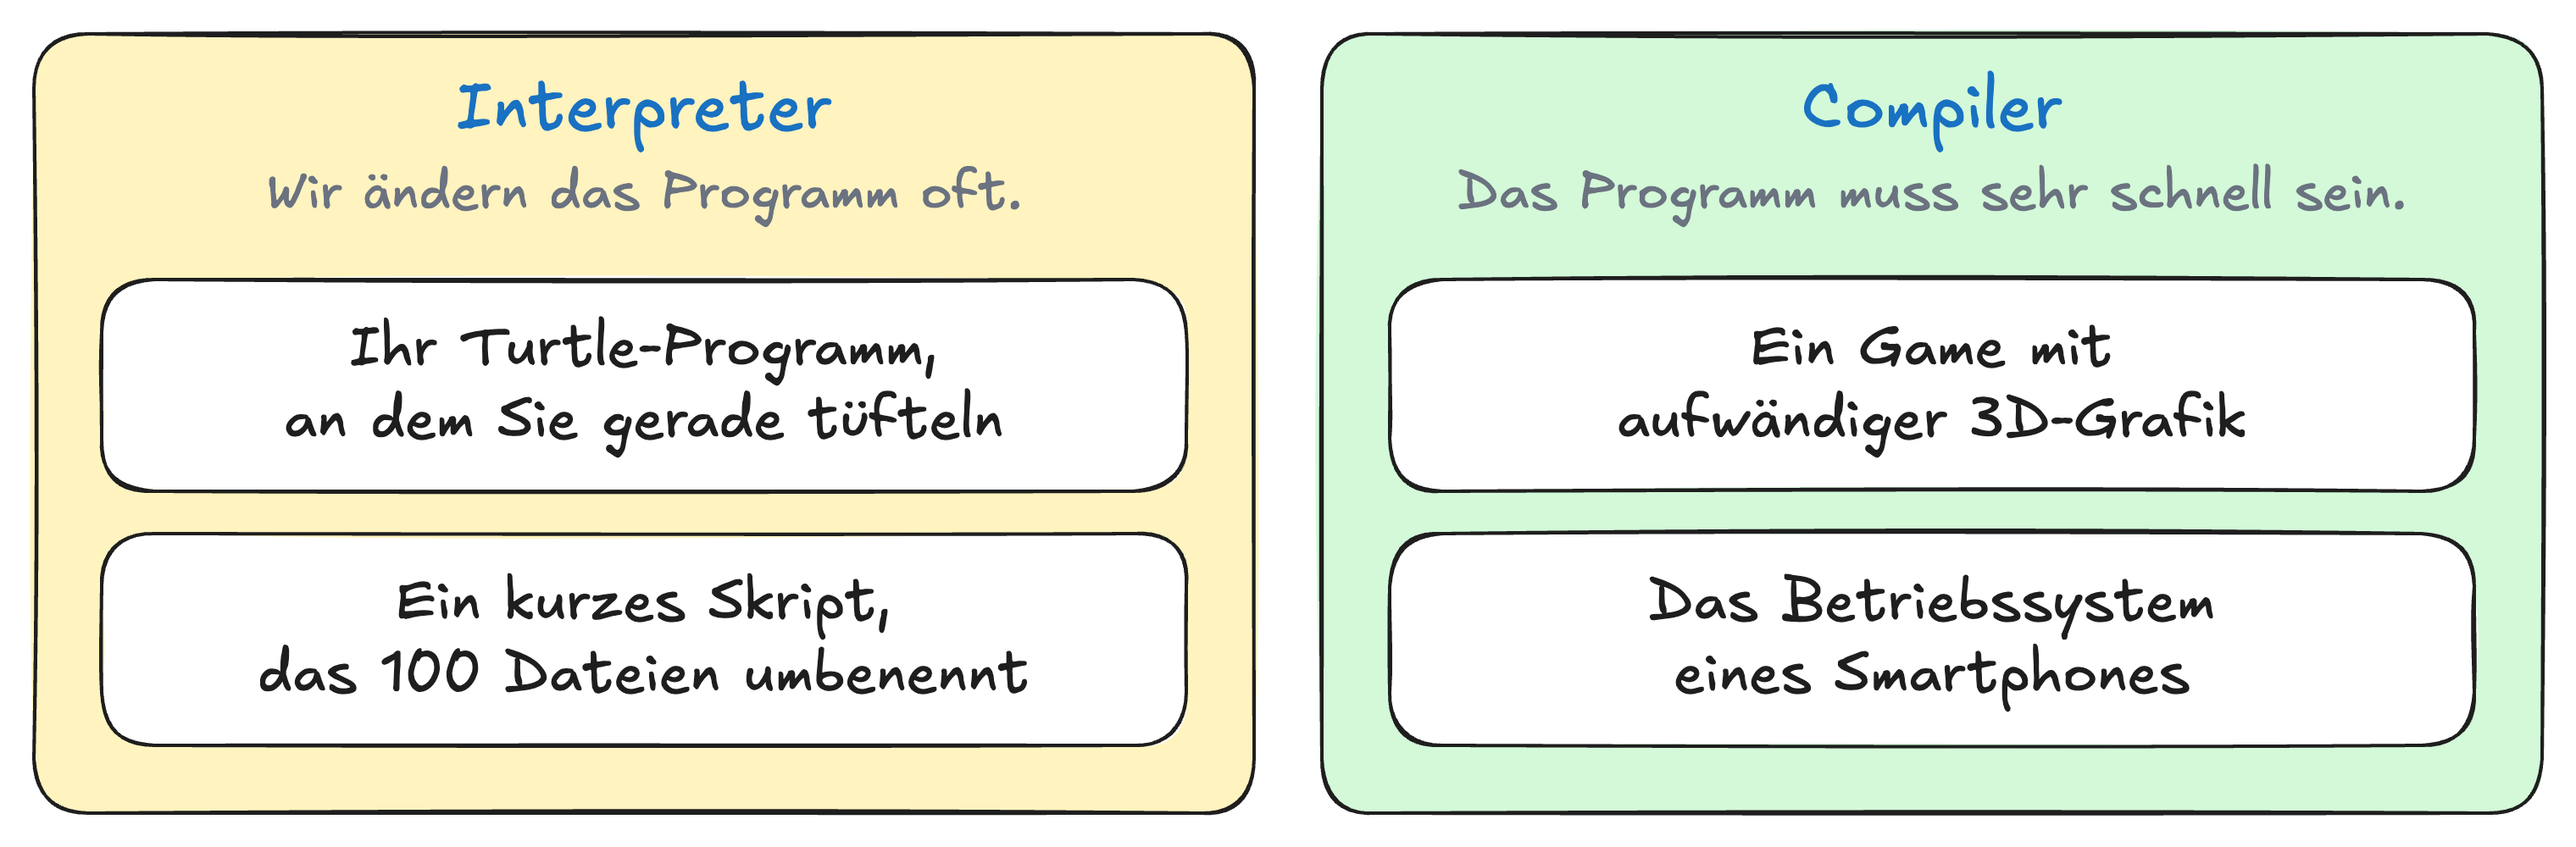 Interpreter
Wir ändern das Programm oft.
Ihr Turtle-Programm,
an dem Sie gerade tüfteln
Ein kurzes Skript,
das 100 Dateien umbenennt
Compiler
Das Programm muss sehr schnell sein.
Ein Game mit
aufwändiger 3D-Grafik
Das Betriebssystem
eines Smartphones